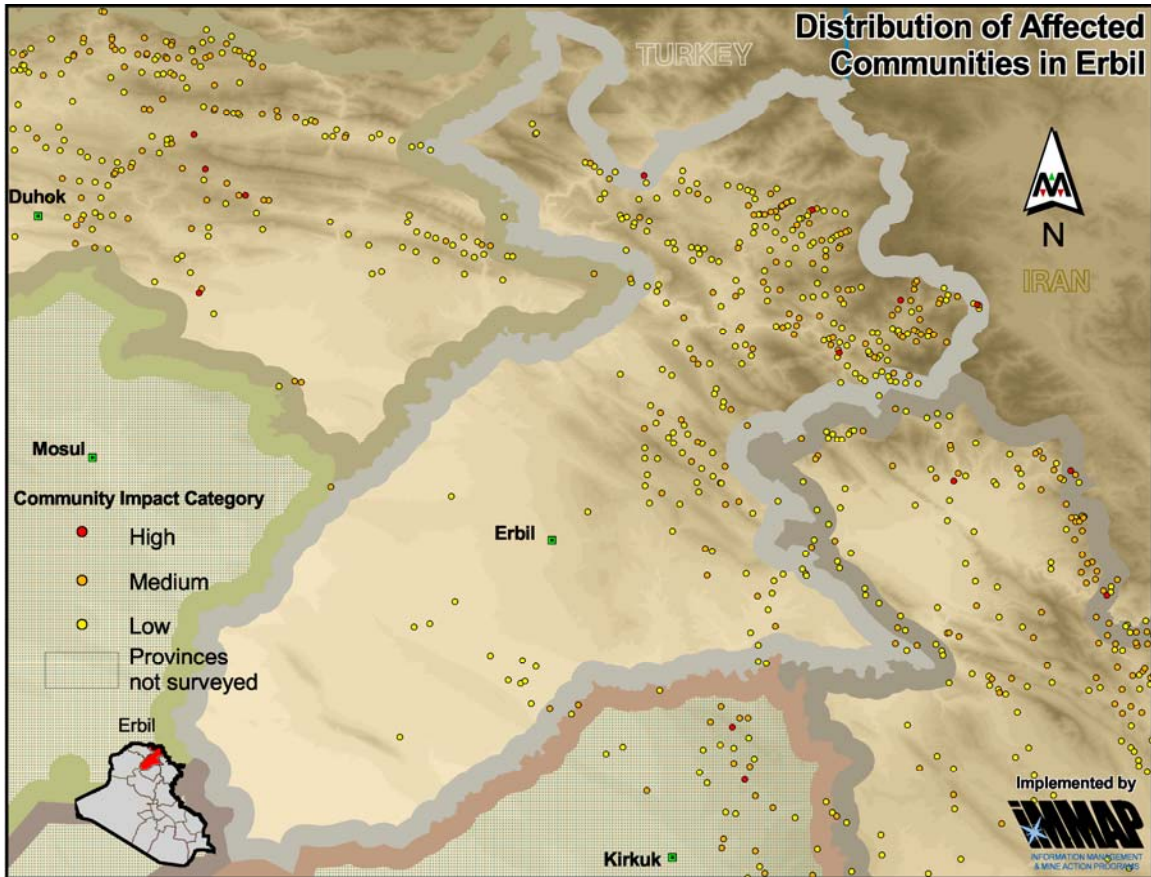 Distribution of Affected
Communities in Erbil
TURKEY
Duhok
N
IRAN
Mosul
Community Impact Category
High
Medium
Low
Provinces
not surveyed
Erbil
Erbil
Kirkuk
Implemented by
iMMAP
INFORMATION MANAGEMENT
& MINE ACTION PROGRAMS